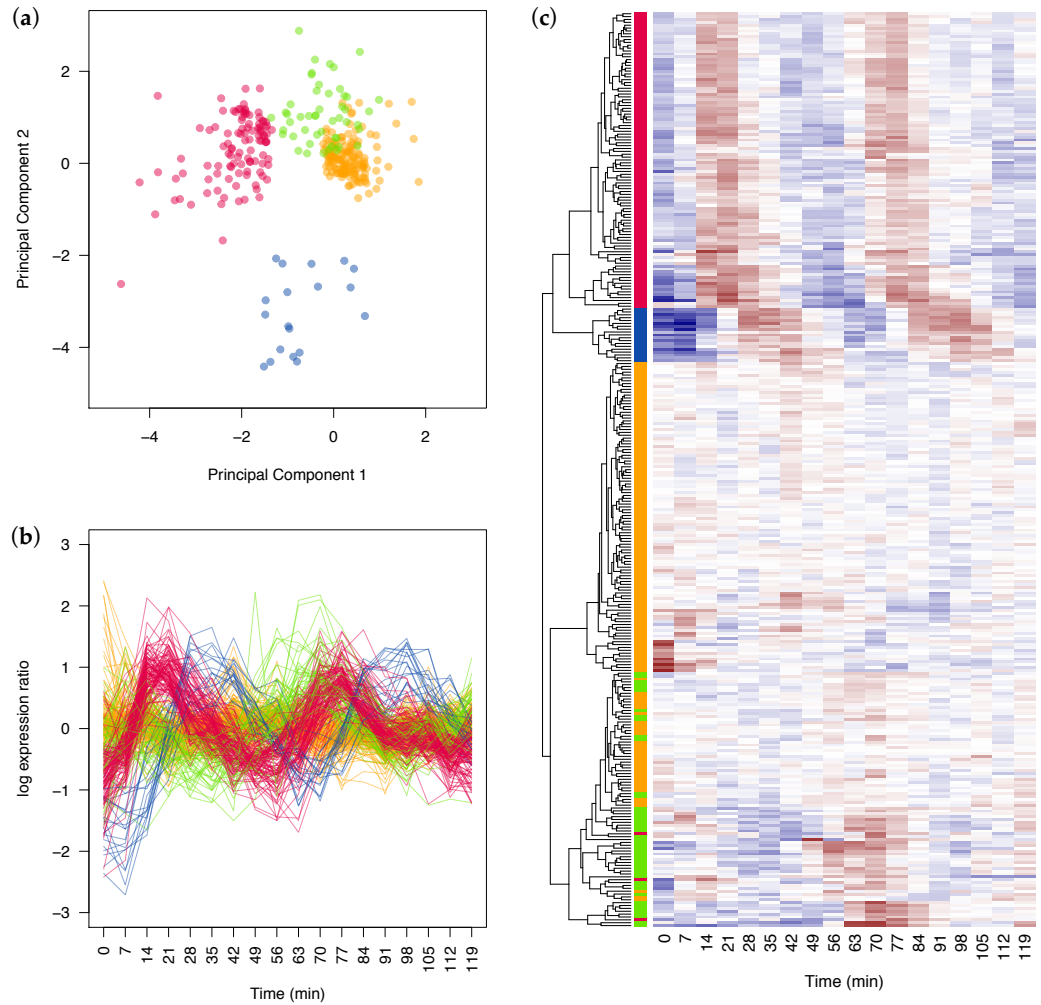 (a)
2
0
−2
−4
Principal Component 2
−4 −2 0 2
Principal Component 1
(b)
3
2
1
0
−1
−2
−3
log expression ratio
0 7 14 21 28 35 42 49 56 63 70 77 84 91 98 105 112 119
Time (min)
(c)
0 7 14 21 28 35 42 49 56 63 70 77 84 91 98 105 112 119
Time (min)